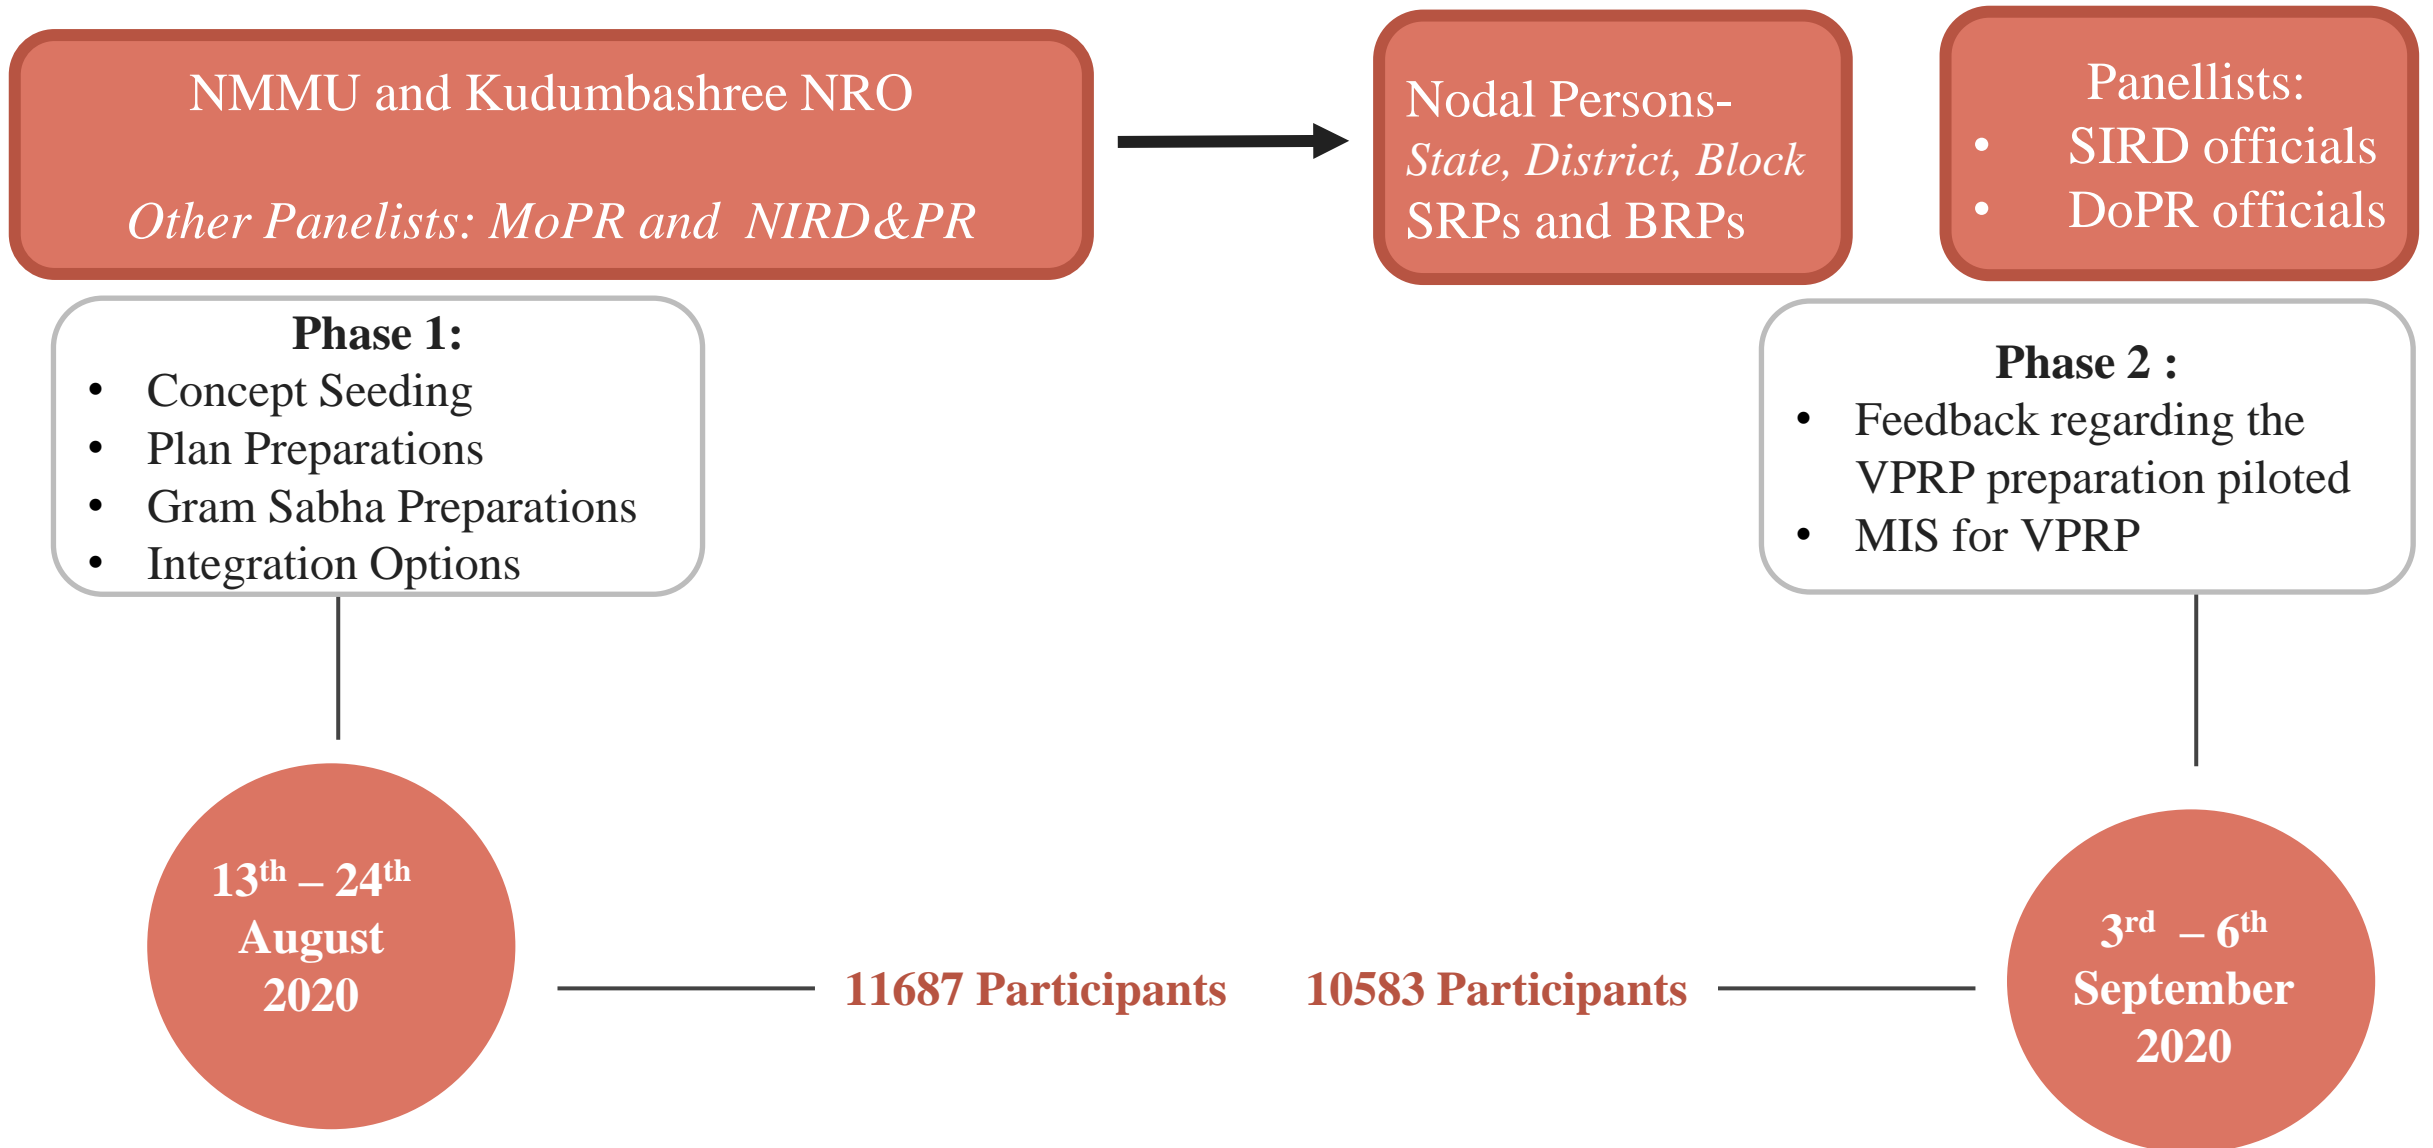 NMMU and Kudumbashree NRO
Other Panelists: MoPR and NIRD&PR
Nodal Persons-
State, District, Block
SRPs and BRPs
Panellists:
• SIRD officials
• DoPR officials
Phase 1:
• Concept Seeding
• Plan Preparations
• Gram Sabha Preparations
• Integration Options
Phase 2 :
• Feedback regarding the
VPRP preparation piloted
• MIS for VPRP
13th – 24th
August
2020
11687 Participants
10583 Participants
3rd – 6th
September
2020